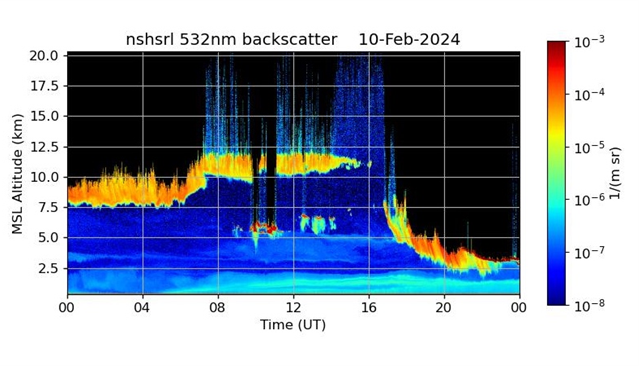 nshsrl 532nm backscatter 10-Feb-2024
MSL Altitude (km)
20.0
17.5
15.0
12.5
10.0
7.5
5.0
2.5
00 04 08 12 16 20 00
Time (UT)
10⁻³
10⁻⁴
10⁻⁵
10⁻⁶
10⁻⁷
10⁻⁸
1/(m sr)